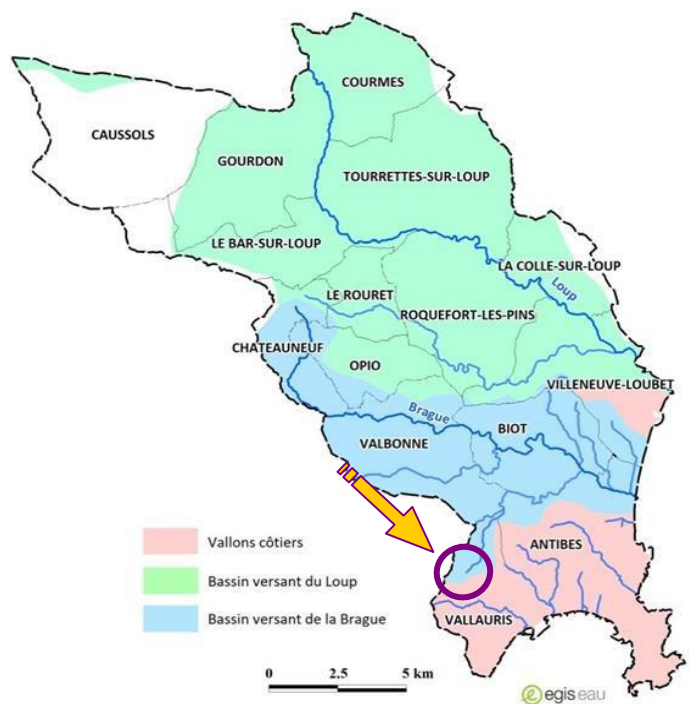 COURMES
CAUSSOLS
GOURDON
TOURRETTES-SUR-LOUP
LE BAR-SUR-LOUP
LA COLLE-SUR-LOUP
Loup
LE ROURET
ROQUEFORT-LES-PINS
CHATEAUNEUF
OPIO
VILLENEUVE-LOUBET
Brague
BIOT
VALBONNE
Vallons côtiers
ANTIBES
Bassin versant du Loup
Bassin versant de la Brague
VALLAURIS
0 2.5 5 km
egis eau